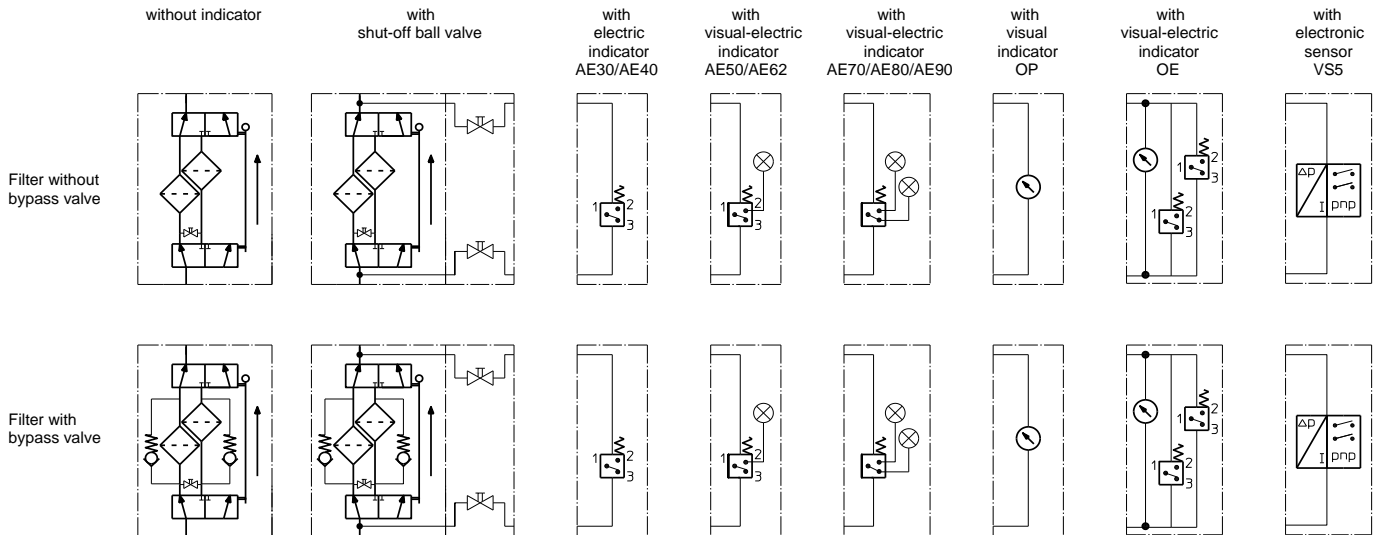 without indicator
with
shut-off ball valve
with
electric
indicator
AE30/AE40
with
visual-electric
indicator
AE50/AE62
with
visual-electric
indicator
AE70/AE80/AE90
with
visual
indicator
OP
with
visual-electric
indicator
OE
with
electronic
sensor
VS5
Filter without
bypass valve
1 2
3
1 2
3
1 2
3
1 2
3
Δp
I pnp
Filter with
bypass valve
1 2
3
1 2
3
1 2
3
1 2
3
Δp
I pnp